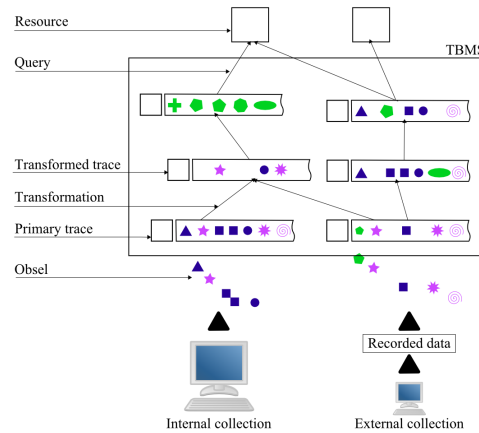 Resource
TBMS
Query
Transformed trace
Transformation
Primary trace
Obsel
Recorded data
Internal collection
External collection